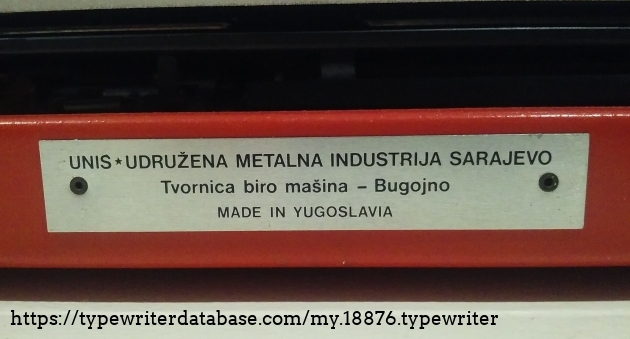 UNIS★UDRUŽENA METALNA INDUSTRIJA SARAJEVO
Tvornica biro mašina – Bugojno
MADE IN YUGOSLAVIA
https://typewriterdatabase.com/my.18876.typewriter